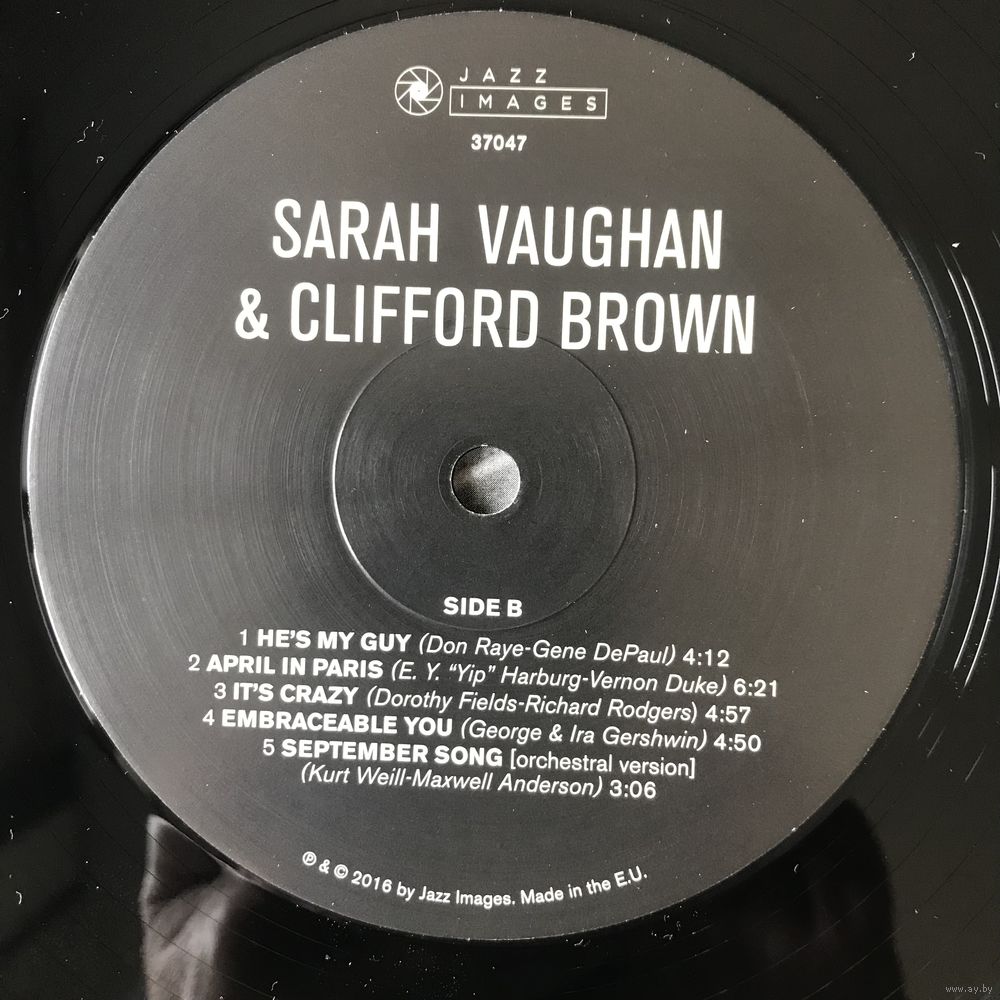 JAZZ
IMAGES
37047
SARAH VAUGHAN
& CLIFFORD BROWN
SIDE B
1 HE'S MY GUY (Don Raye-Gene DePaul) 4:12
2 APRIL IN PARIS (E. Y. "Yip" Harburg-Vernon Duke) 6:21
3 IT'S CRAZY (Dorothy Fields-Richard Rodgers) 4:57
4 EMBRACEABLE YOU (George & Ira Gershwin) 4:50
5 SEPTEMBER SONG [orchestral version]
(Kurt Weill-Maxwell Anderson) 3:06
℗ & © 2016 by Jazz Images. Made in the E.U.
www.ay.by